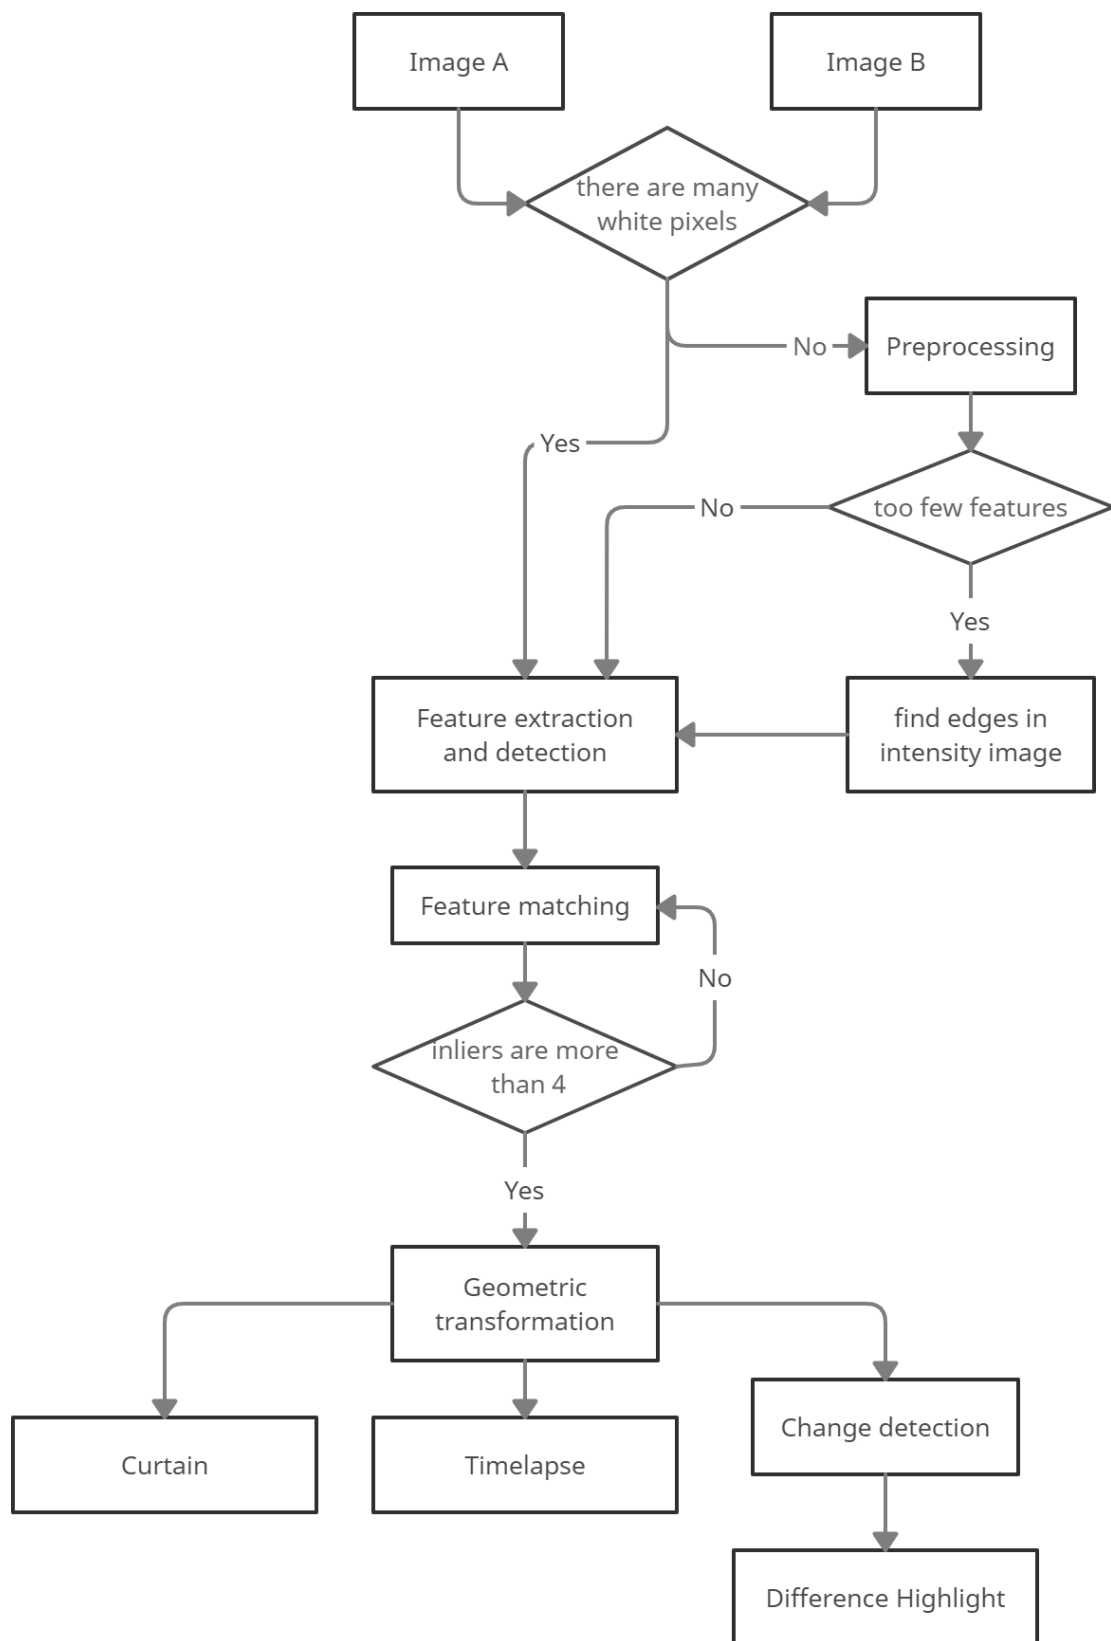 Image A
Image B
there are many
white pixels
No
Preprocessing
Yes
No
too few features
Yes
Feature extraction
and detection
find edges in
intensity image
Feature matching
No
inliers are more
than 4
Yes
Geometric
transformation
Curtain
Timelapse
Change detection
Difference Highlight